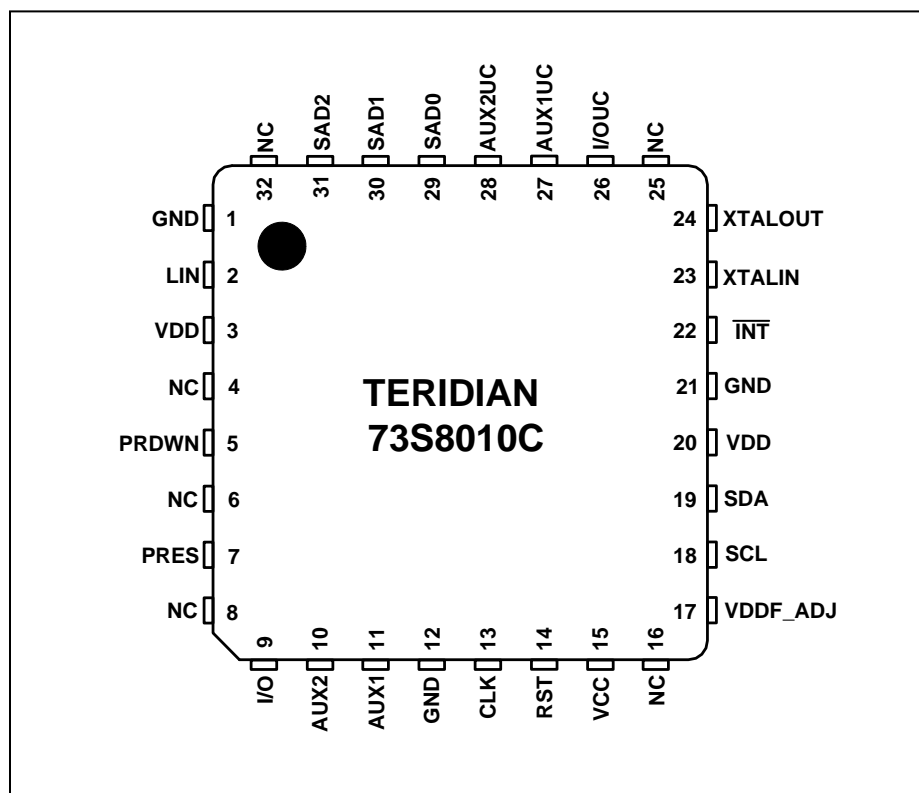 NC
SAD2
SAD1
SAD0
AUX2UC
AUX1UC
I/OUC
NC
32
31
30
29
28
27
26
25
GND 1
LIN 2
VDD 3
NC 4
PRDWN 5
NC 6
PRES 7
NC 8
TERIDIAN
73S8010C
24 XTALOUT
23 XTALIN
22 INT
21 GND
20 VDD
19 SDA
18 SCL
17 VDDF_ADJ
9
10
11
12
13
14
15
16
I/O
AUX2
AUX1
GND
CLK
RST
VCC
NC